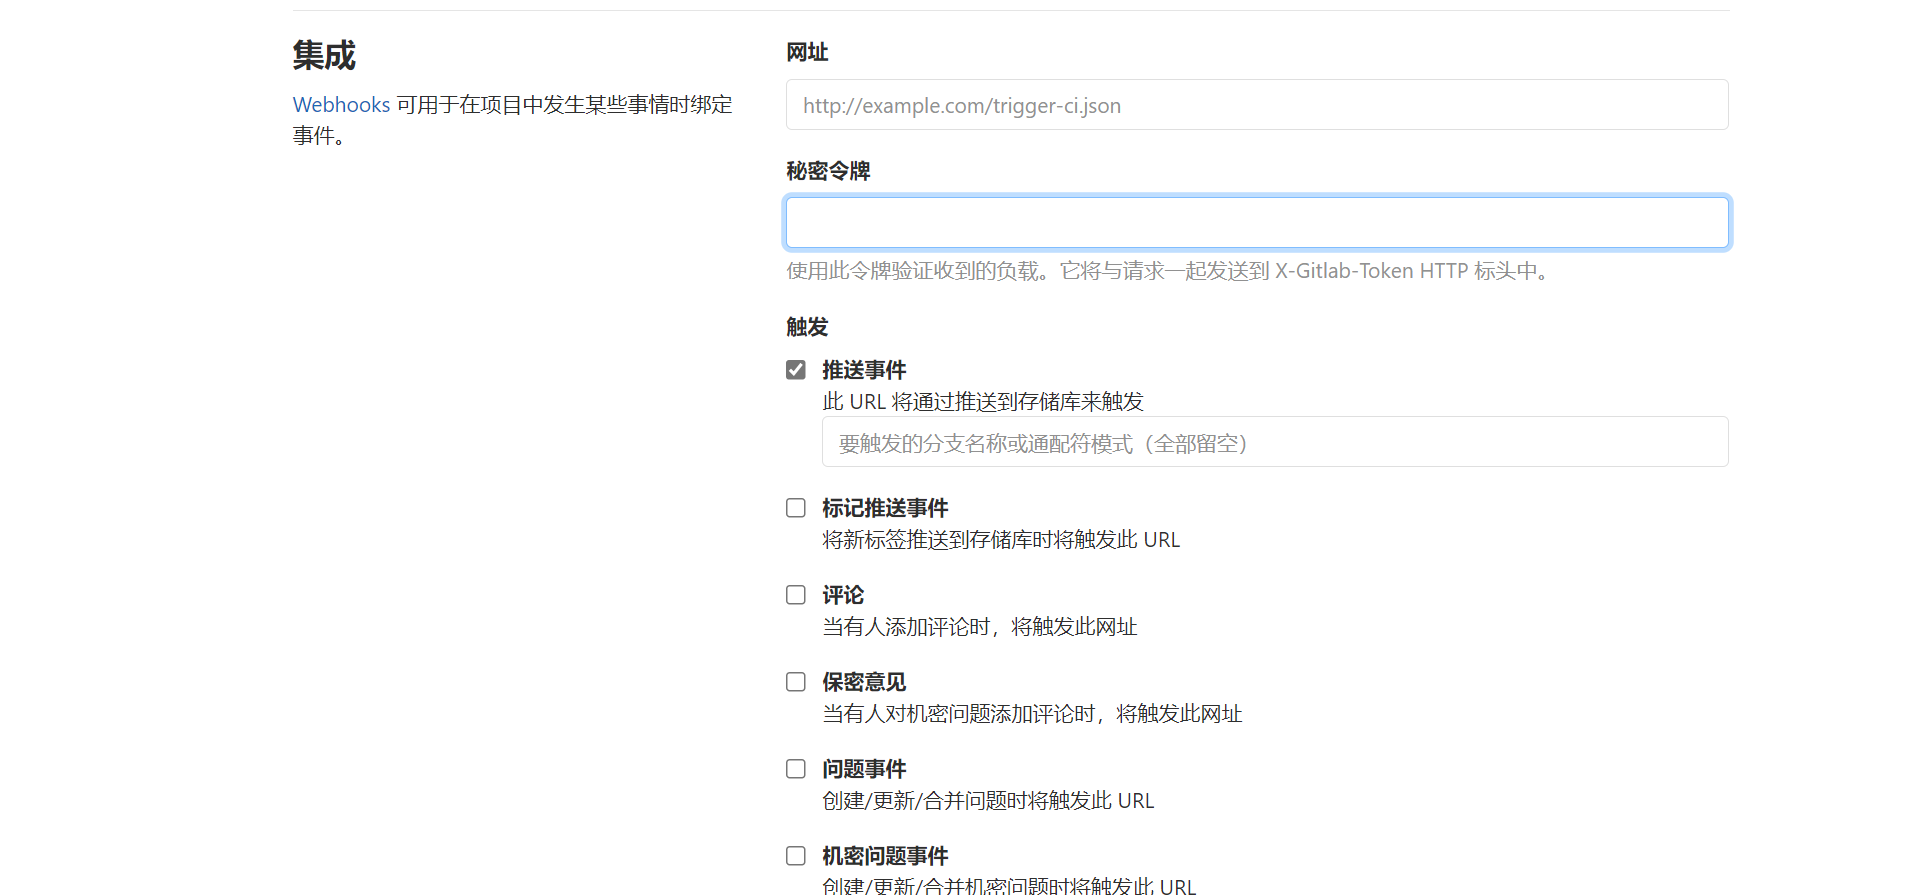 集成
Webhooks 可用于在项目中发生某些事情时绑定
事件。
网址
http://example.com/trigger-ci.json
秘密令牌
使用此令牌验证收到的负载。它将与请求一起发送到 X-Gitlab-Token HTTP 标头中。
触发
推送事件
此 URL 将通过推送到存储库来触发
要触发的分支名称或通配符模式（全部留空）
标记推送事件
将新标签推送到存储库时将触发此 URL
评论
当有人添加评论时，将触发此网址
保密意见
当有人对机密问题添加评论时，将触发此网址
问题事件
创建/更新/合并问题时将触发此 URL
机密问题事件
创建/更新/合并机密问题时将触发此 URL